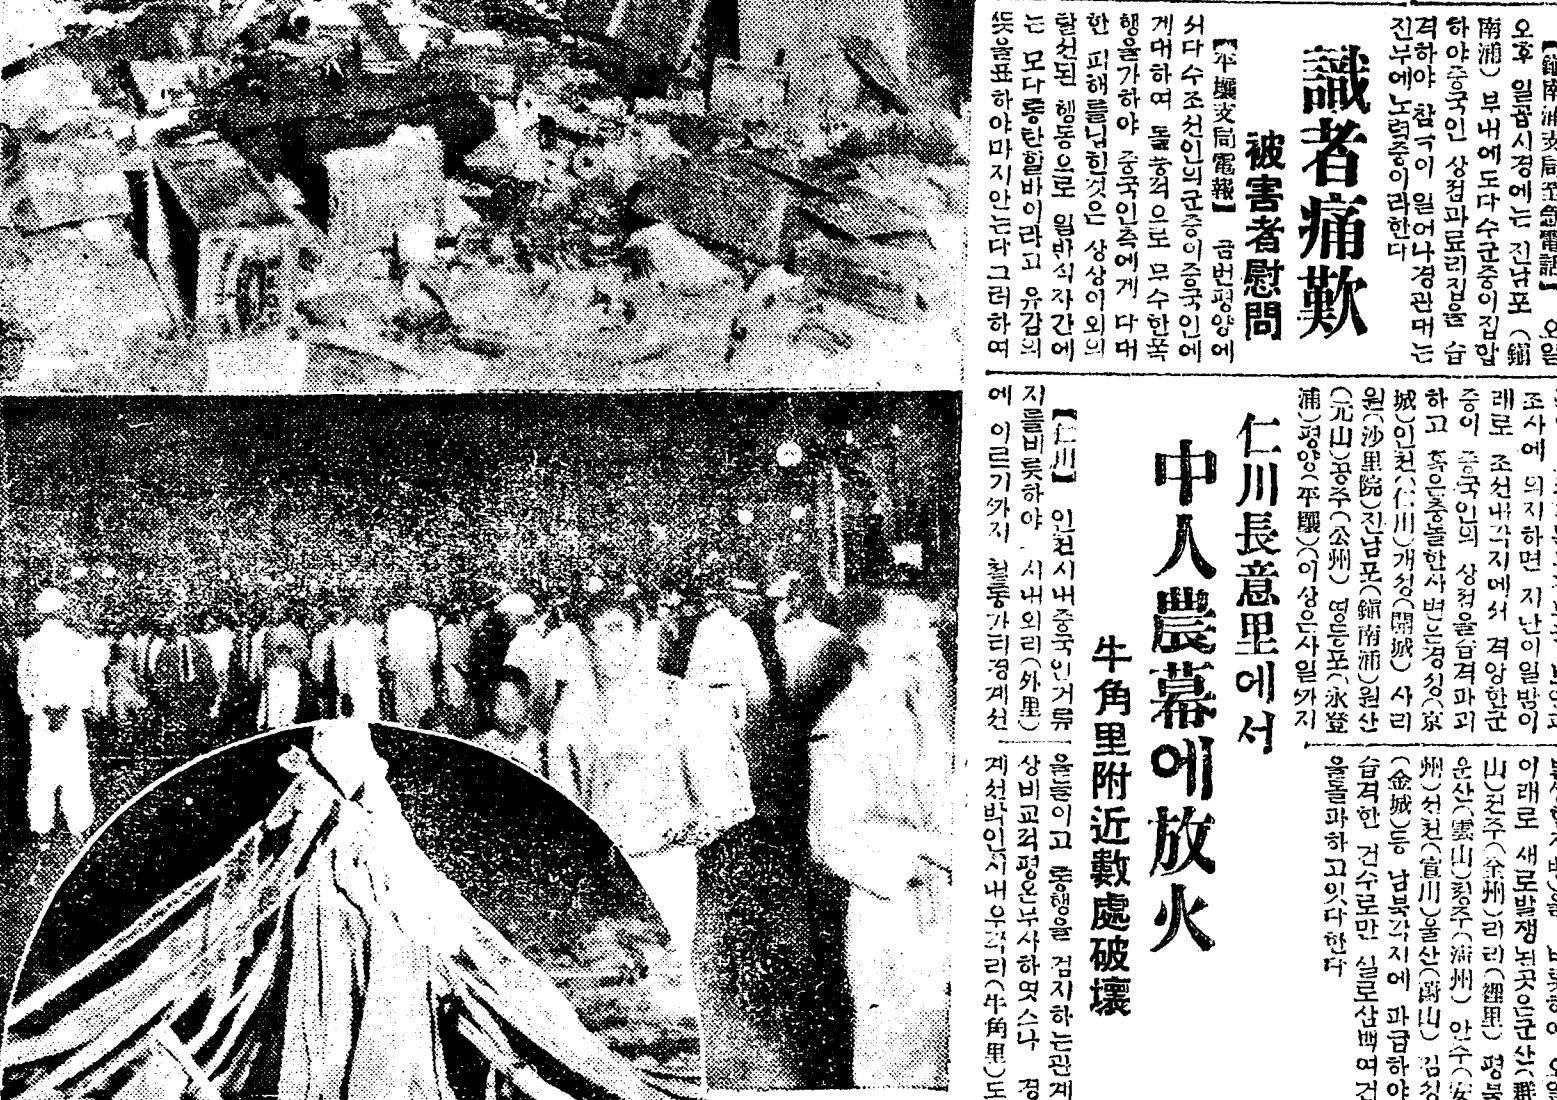 【鎭南浦支局至急電話】 오일
오후 일곱시경에는 진남포 (鎭
南浦) 부내에도다수군중이집합
하야중국인 상점과료리집을 습
격하야 참극이 일어나경관대는
진부에노력중이라한다
識者痛歎
被害者慰問
【平壤支局電報】 금번평양에
서다수조선인의군중이중국인에
게대하여 돌풍적으로 무수한폭
행을가하야 중국인측에게 다대
한 피해를닙힌것은 상상이외의
탈선된 행동으로 일반식자간에
는 모다통탄할바이라고 유감의
뜻을표하야마지안는다그러하여
조사에 의지하면 지난이일밤이
래로 조선내각지에서 격앙한군
중이 중국인의 상점을습격파괴
하고 혹은충돌한사변은경성(京
城)인천(仁川)개성(開城) 사리
원(沙里院)진남포(鎭南浦)원산
(元山)공주(公州) 영등포(永登
浦)평양(平壤)(이상은사일까지
이래로 새로발쟁된곳은군산(群
山)전주(全州)리리(裡里) 평북
운산(雲山)정주(定州) 안주(安
州)선천(宣川)울산(蔚山) 김성
(金城)등 남북각지에 파급하야
습격한 건수로만 실로삼백여건
을돌파하고잇다한다
仁川長意里에서
中人農幕에放火
牛角里附近數處破壞
【仁川】 인천시내중국인거류
지를비롯하야 시내외리(外里)
에 이르기까지 철통가티경계선
을늘이고 통행을 검지하는관계
상비교적평온무사하엿스나 경
계선박인시내우각리(牛角里)도